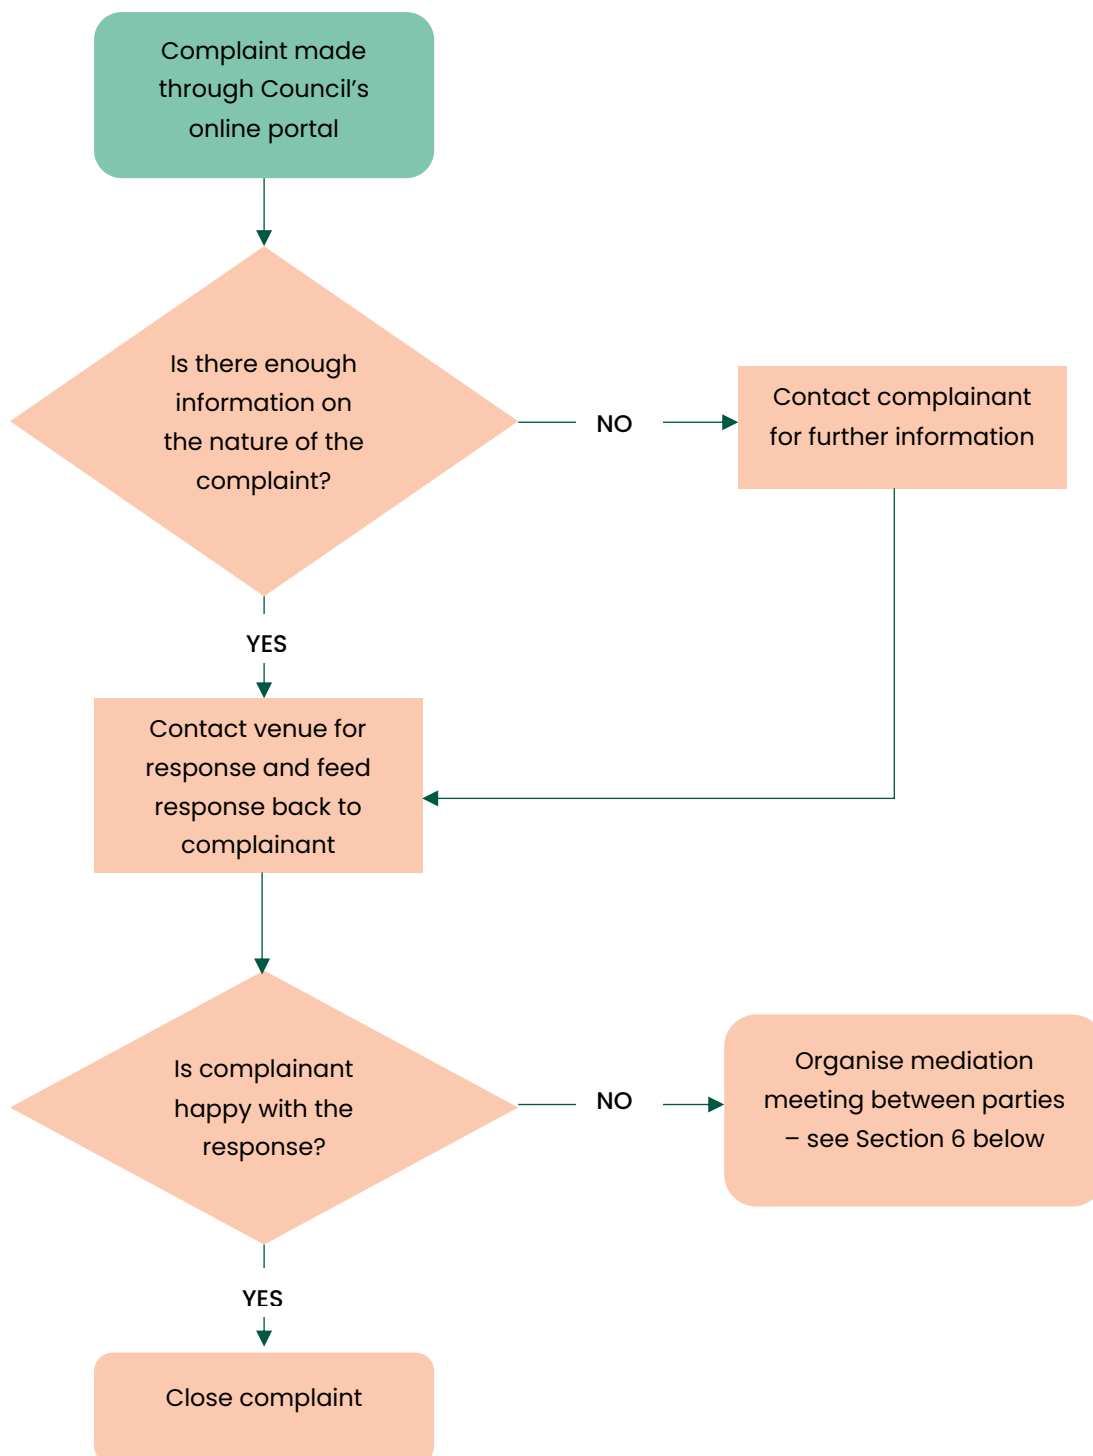 Complaint made
through Council’s
online portal
Is there enough
information on
the nature of the
complaint?
NO
Contact complainant
for further information
YES
Contact venue for
response and feed
response back to
complainant
Is complainant
happy with the
response?
NO
Organise mediation
meeting between parties
– see Section 6 below
YES
Close complaint